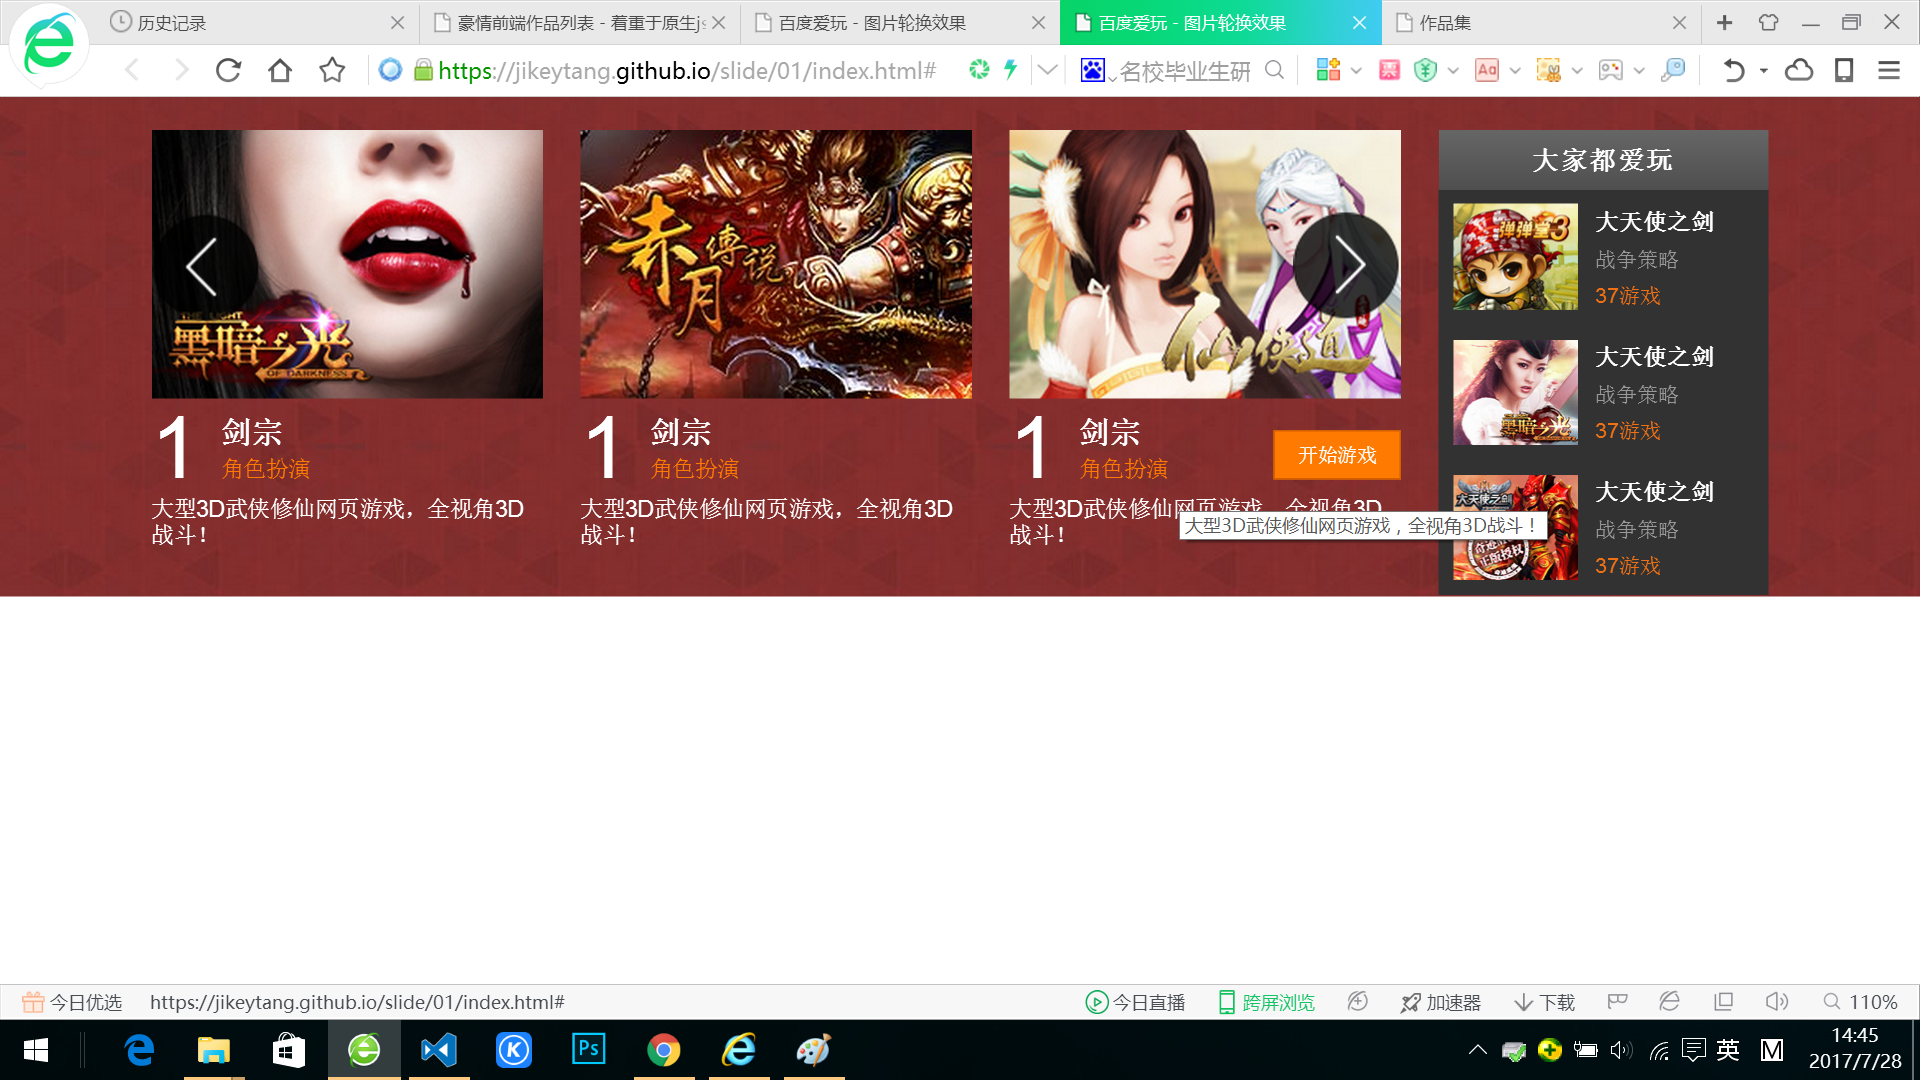 历史记录
豪情前端作品列表 - 着重于原生js
百度爱玩 - 图片轮换效果
百度爱玩 - 图片轮换效果
作品集
https://jikeytang.github.io/slide/01/index.html#
名校毕业生研
THE LIGHT
黑暗之光
OF DARKNESS
赤月傳说
仙侠道
大家都爱玩
弹弹堂3
大天使之剑
战争策略
37游戏
黑暗之光
大天使之剑
战争策略
37游戏
大天使之剑
正版授权
大天使之剑
战争策略
37游戏
1
剑宗
角色扮演
大型3D武侠修仙网页游戏，全视角3D
战斗！
1
剑宗
角色扮演
大型3D武侠修仙网页游戏，全视角3D
战斗！
1
剑宗
角色扮演
开始游戏
大型3D武侠修仙网页游戏，全视角3D
战斗！
大型3D武侠修仙网页游戏，全视角3D战斗！
今日优选
https://jikeytang.github.io/slide/01/index.html#
今日直播
跨屏浏览
加速器
下载
110%
Ps
英
M
14:45
2017/7/28